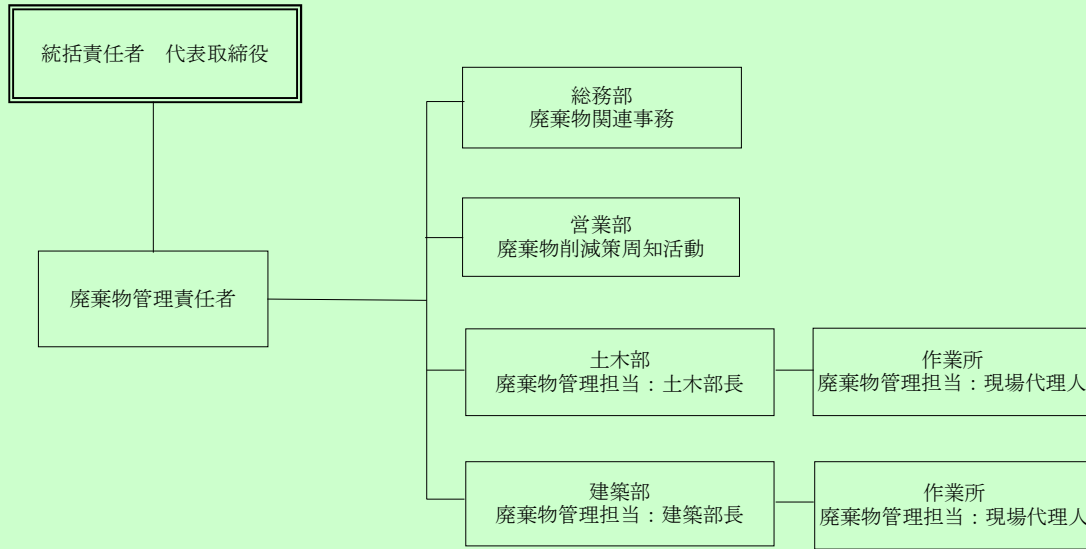 統括責任者　代表取締役
総務部
廃棄物関連事務
営業部
廃棄物削減策周知活動
廃棄物管理責任者
土木部
廃棄物管理担当：土木部長
作業所
廃棄物管理担当：現場代理人
建築部
廃棄物管理担当：建築部長
作業所
廃棄物管理担当：現場代理人